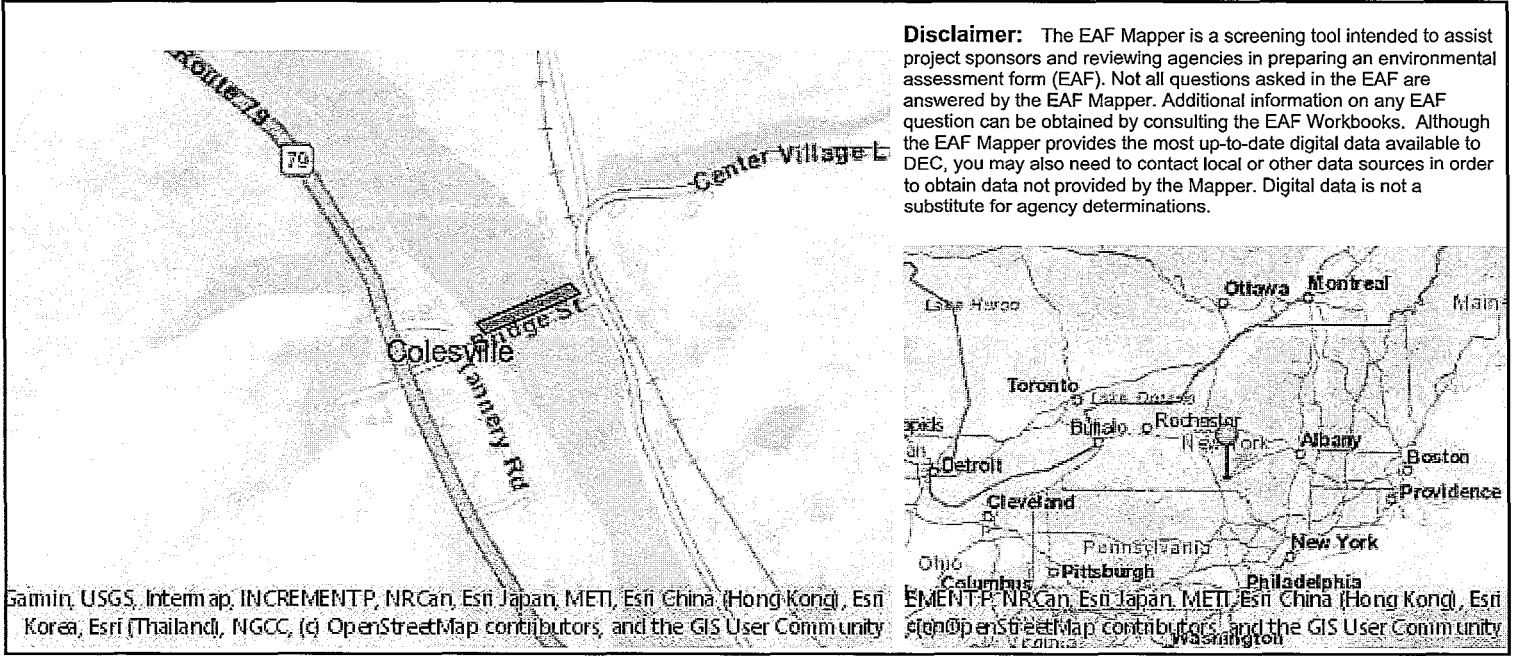 Disclaimer: The EAF Mapper is a screening tool intended to assist
project sponsors and reviewing agencies in preparing an environmental
assessment form (EAF). Not all questions asked in the EAF are
answered by the EAF Mapper. Additional information on any EAF
question can be obtained by consulting the EAF Workbooks. Although
the EAF Mapper provides the most up-to-date digital data available to
DEC, you may also need to contact local or other data sources in order
to obtain data not provided by the Mapper. Digital data is not a
substitute for agency determinations.
Route 79
79
Center Village
Bridge St
Colesville
Tannery Rd
Garmin, USGS, Intermap, INCREMENT P, NRCan, Esri Japan, METI, Esri China (Hong Kong), Esri
Korea, Esri (Thailand), NGCC, (c) OpenStreetMap contributors, and the GIS User Community
Ottawa
Montreal
Lake Huron
Toronto
Buffalo
Rochester
New York
Albany
Boston
Detroit
Providence
Cleveland
Pennsylvania
New York
Ohio
Pittsburgh
Columbus
Philadelphia
EMENT P, NRCan, Esri Japan, METI, Esri China (Hong Kong), Esri
OpenStreetMap contributors, and the GIS User Community
Washington